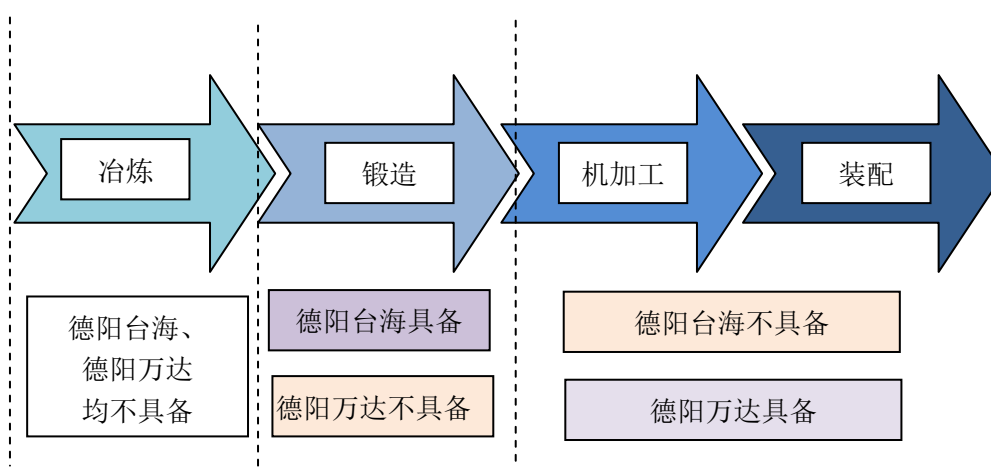 冶炼
锻造
机加工
装配
德阳台海、
德阳万达
均不具备
德阳台海具备
德阳万达不具备
德阳台海不具备
德阳万达具备